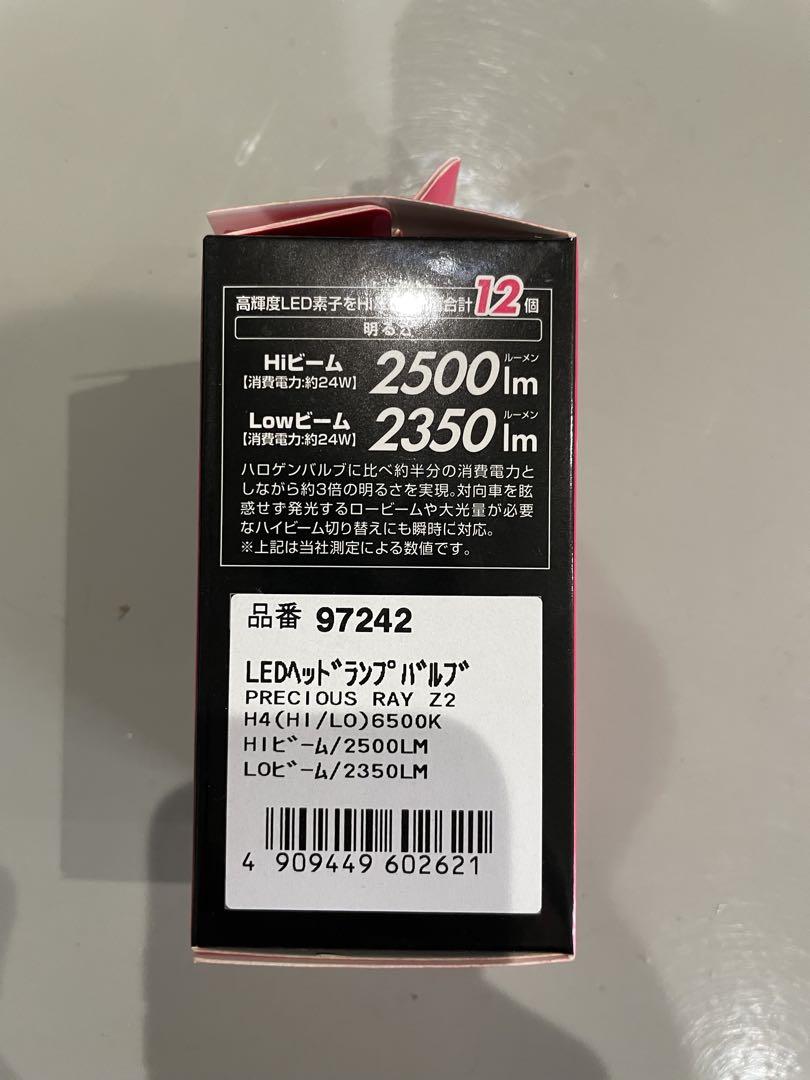 高輝度LED素子をHI 合計12個
明るさ
Hiビーム
【消費電力:約24W】
2500lm
ルーメン
Lowビーム
【消費電力:約24W】
2350lm
ルーメン
ハロゲンバルブに比べ約半分の消費電力と
しながら約3倍の明るさを実現。対向車を眩
惑せず発光するロービームや大光量が必要
なハイビーム切り替えにも瞬時に対応。
※上記は当社測定による数値です。
品番 97242
LEDヘッドランプバルブ
PRECIOUS RAY Z2
H4(HI/LO)6500K
HIビーム/2500LM
LOビーム/2350LM
4 909449 602621